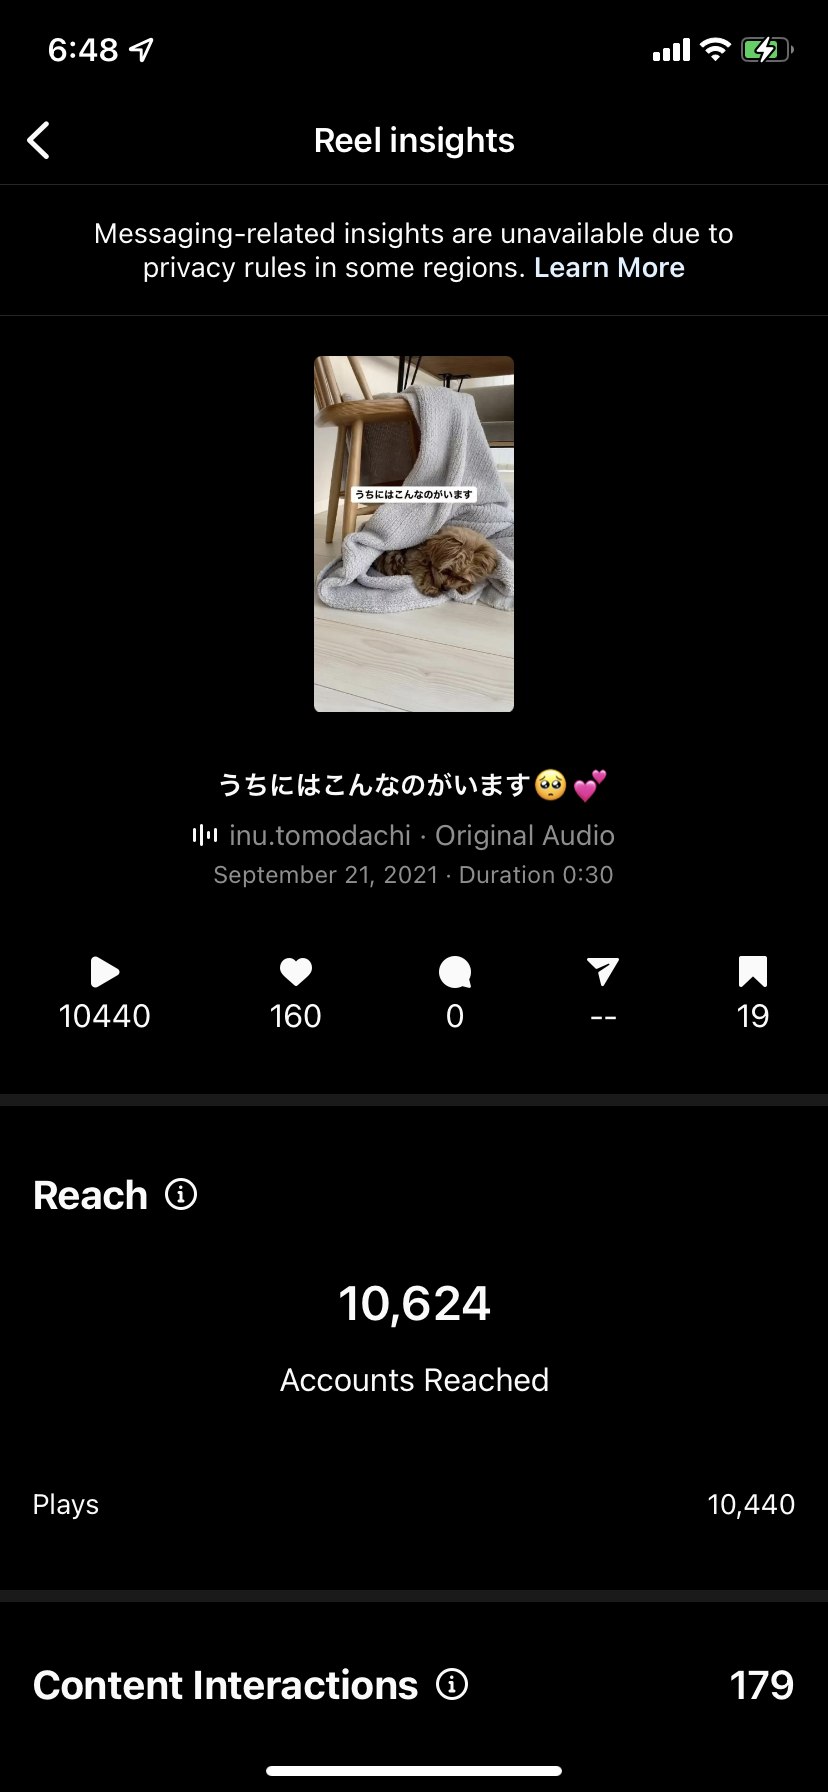 6:48
Reel insights
Messaging-related insights are unavailable due to
privacy rules in some regions. Learn More
うちにはこんなのがいます
うちにはこんなのがいます🥺💕
inu.tomodachi · Original Audio
September 21, 2021 · Duration 0:30
10440 160 0 -- 19
Reach
10,624
Accounts Reached
Plays 10,440
Content Interactions 179